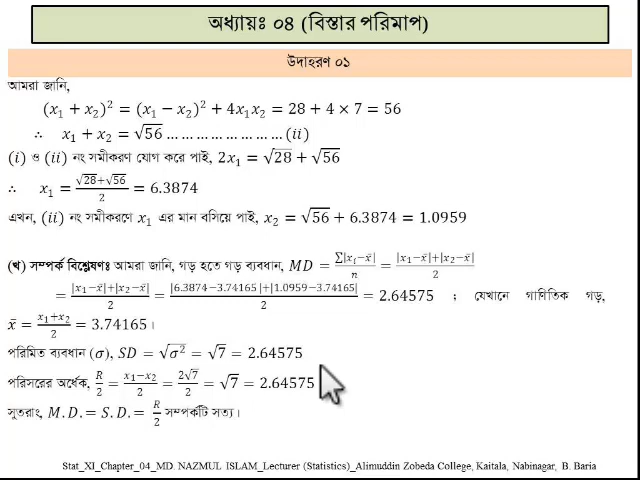 অধ্যায়ঃ ০৪ (বিস্তার পরিমাপ)
উদাহরণ ০১
আমরা জানি,
(x₁ + x₂)² = (x₁ − x₂)² + 4x₁x₂ = 28 + 4 × 7 = 56
∴ x₁ + x₂ = √56 … … … … … … … … (ii)
(i) ও (ii) নং সমীকরণ যোগ করে পাই, 2x₁ = √28 + √56
∴ x₁ = (√28+√56)/2 = 6.3874
এখন, (ii) নং সমীকরণে x₁ এর মান বসিয়ে পাই, x₂ = √56 + 6.3874 = 1.0959
(খ) সম্পর্ক বিশ্লেষণঃ আমরা জানি, গড় হতে গড় ব্যবধান, MD = ∑|xᵢ−x̄|/n = (|x₁−x̄|+|x₂−x̄|)/2
= (|x₁−x̄|+|x₂−x̄|)/2 = (|6.3874−3.74165|+|1.0959−3.74165|)/2 = 2.64575 ; যেখানে গাণিতিক গড়,
x̄ = (x₁+x₂)/2 = 3.74165।
পরিমিত ব্যবধান (σ), SD = √σ² = √7 = 2.64575
পরিসরের অর্ধেক, R/2 = (x₁−x₂)/2 = 2√7/2 = √7 = 2.64575
সুতরাং, M.D.= S.D.= R/2 সম্পর্কটি সত্য।
Stat_XI_Chapter_04_MD. NAZMUL ISLAM_Lecturer (Statistics)_Alimuddin Zobeda College, Kaitala, Nabinagar, B. Baria